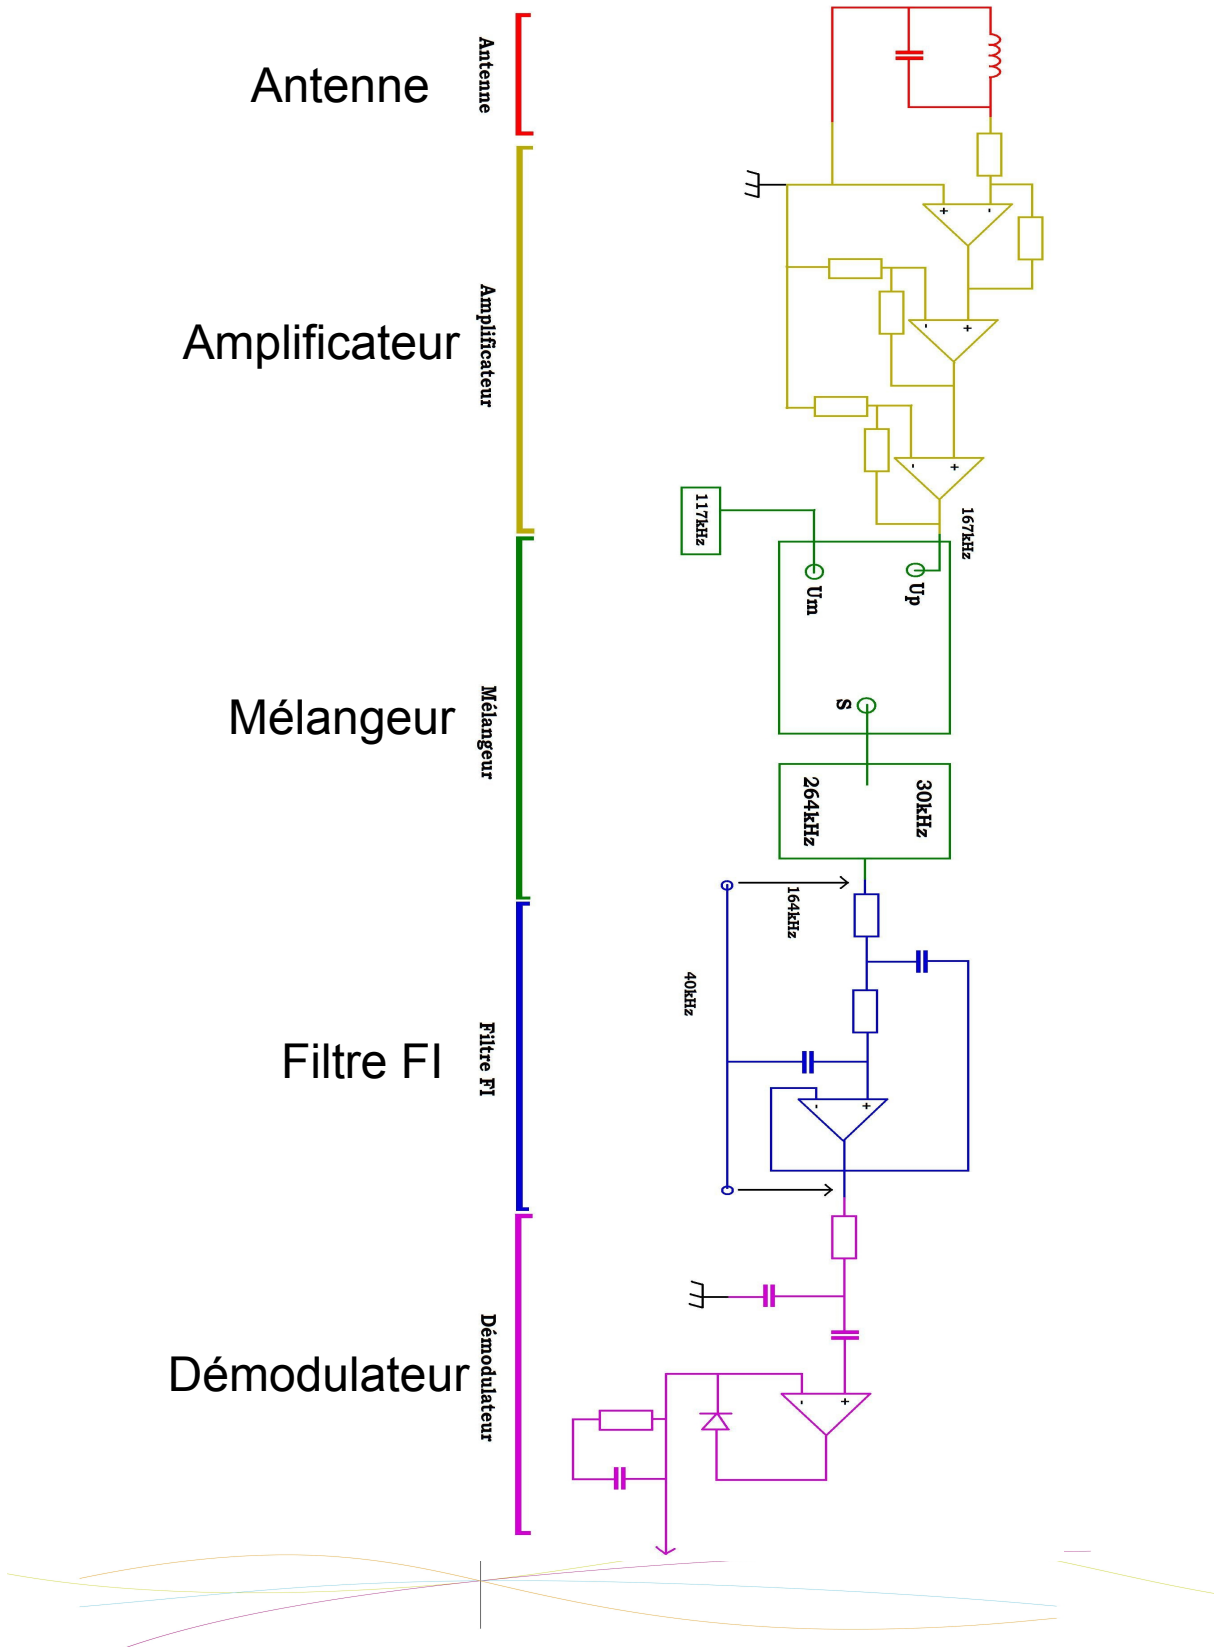 Antenne
Antenne
Amplificateur
Amplificateur
+
-
-
+
-
+
117kHz
167kHz
Um
Up
Mélangeur
Mélangeur
S
264kHz
30kHz
164kHz
40kHz
Filtre FI
Filtre FI
-
+
Démodulateur
Démodulateur
-
+